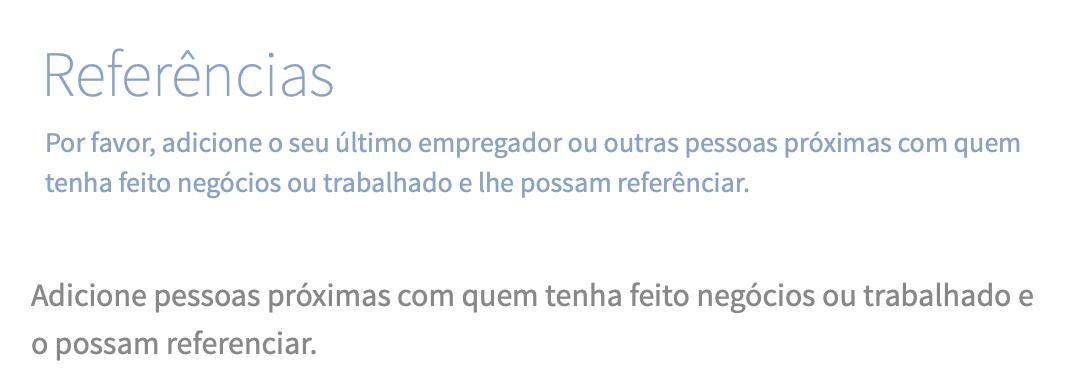 Referências
Por favor, adicione o seu último empregador ou outras pessoas próximas com quem
tenha feito negócios ou trabalhado e lhe possam referênciar.
Adicione pessoas próximas com quem tenha feito negócios ou trabalhado e
o possam referenciar.